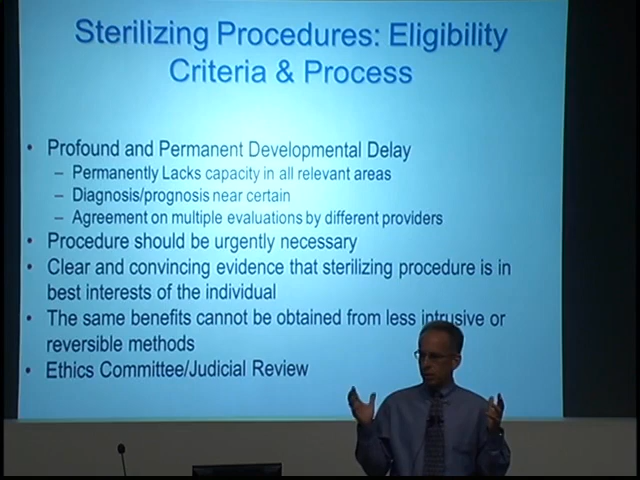 Sterilizing Procedures: Eligibility
Criteria & Process
• Profound and Permanent Developmental Delay
– Permanently Lacks capacity in all relevant areas
– Diagnosis/prognosis near certain
– Agreement on multiple evaluations by different providers
• Procedure should be urgently necessary
• Clear and convincing evidence that sterilizing procedure is in
best interests of the individual
• The same benefits cannot be obtained from less intrusive or
reversible methods
• Ethics Committee/Judicial Review